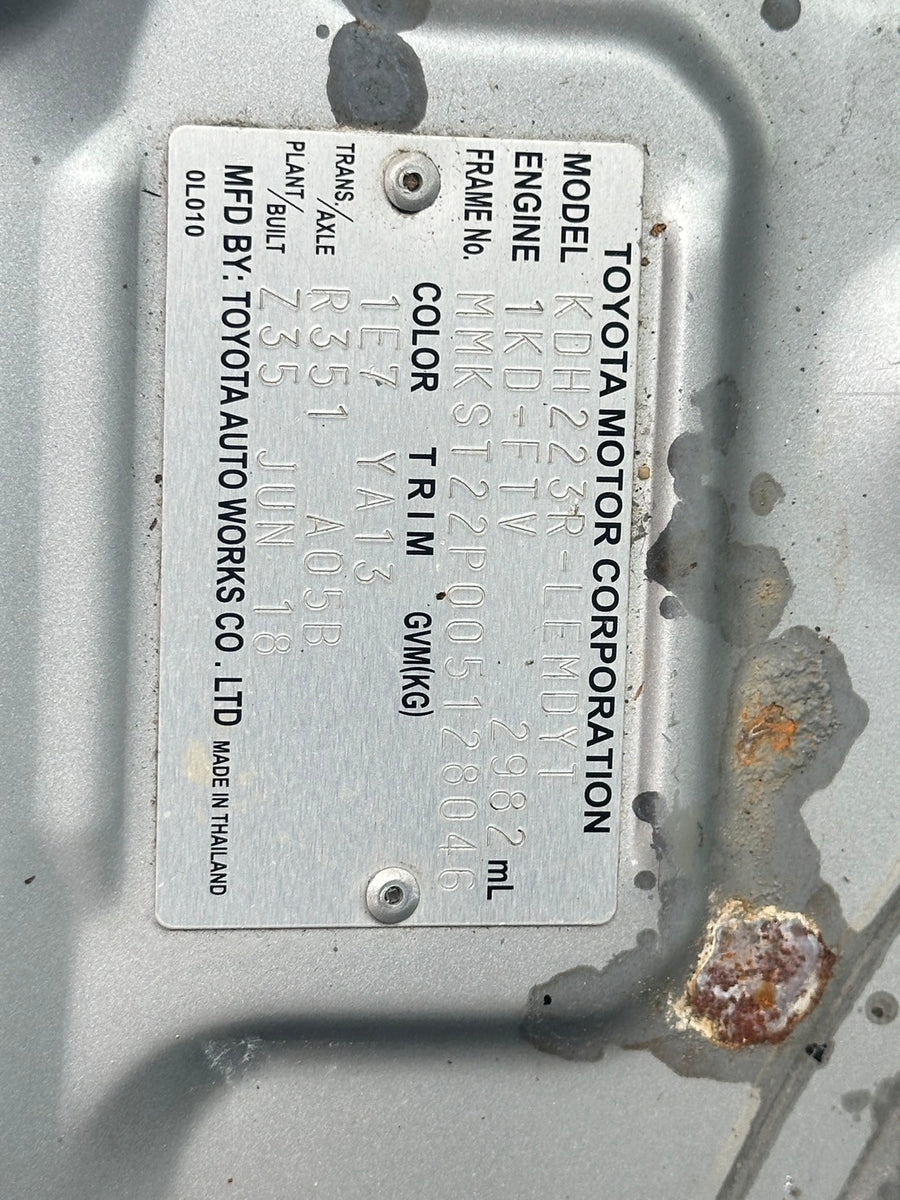 TOYOTA MOTOR CORPORATION
MODEL KDH223R-LEMDY1
ENGINE 1KD-FTV 2982 mL
FRAME No. MMKST22P005128046
COLOR TRIM GVM(KG)
1E7 YA13
TRANS./AXLE R351 A05B
PLANT/BUILT Z35 JUN 18
MFD BY: TOYOTA AUTO WORKS CO.LTD MADE IN THAILAND
0L010